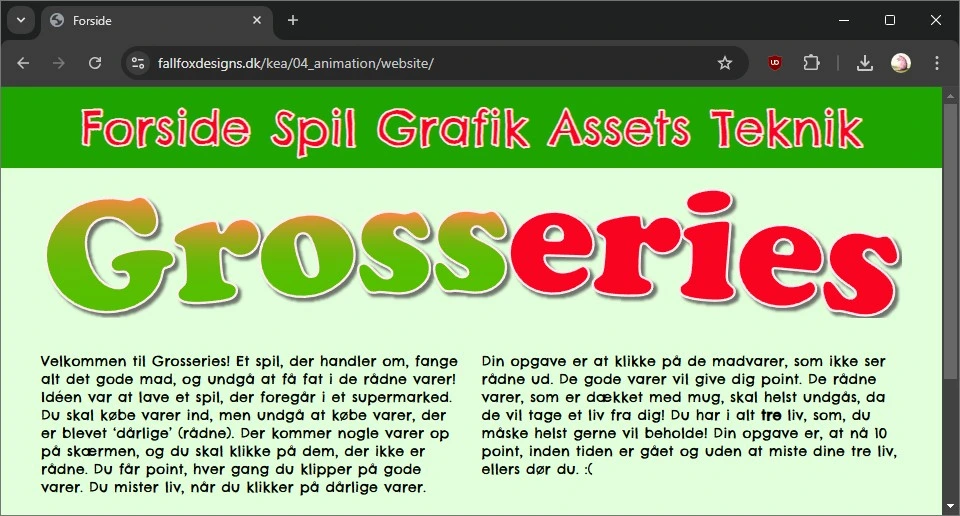 Forside
fallfoxdesigns.dk/kea/04_animation/website/
Forside Spil Grafik Assets Teknik
Grosseries
Velkommen til Grosseries! Et spil, der handler om, fange
alt det gode mad, og undgå at få fat i de rådne varer!
Idéen var at lave et spil, der foregår i et supermarked.
Du skal købe varer ind, men undgå at købe varer, der
er blevet ‘dårlige’ (rådne). Der kommer nogle varer op
på skærmen, og du skal klikke på dem, der ikke er
rådne. Du får point, hver gang du klipper på gode
varer. Du mister liv, når du klikker på dårlige varer.
Din opgave er at klikke på de madvarer, som ikke ser
rådne ud. De gode varer vil give dig point. De rådne
varer, som er dækket med mug, skal helst undgås, da
de vil tage et liv fra dig! Du har i alt tre liv, som, du
måske helst gerne vil beholde! Din opgave er, at nå 10
point, inden tiden er gået og uden at miste dine tre liv,
ellers dør du. :(